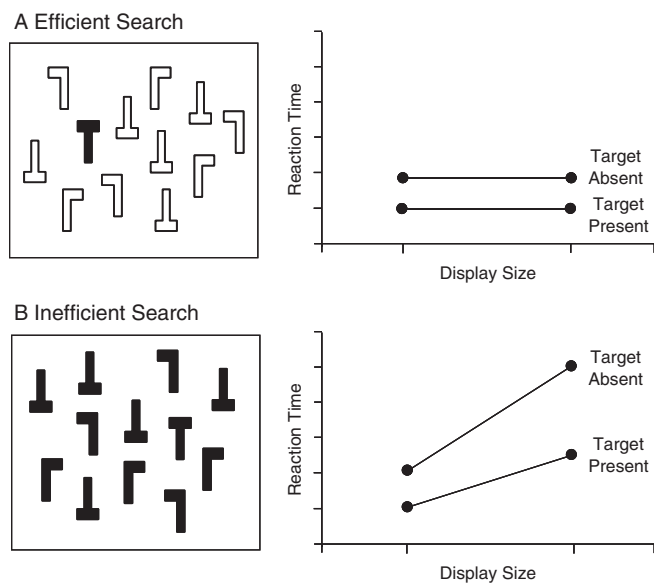 A Efficient Search
Reaction Time
Target
Absent
Target
Present
Display Size
B Inefficient Search
Reaction Time
Target
Absent
Target
Present
Display Size